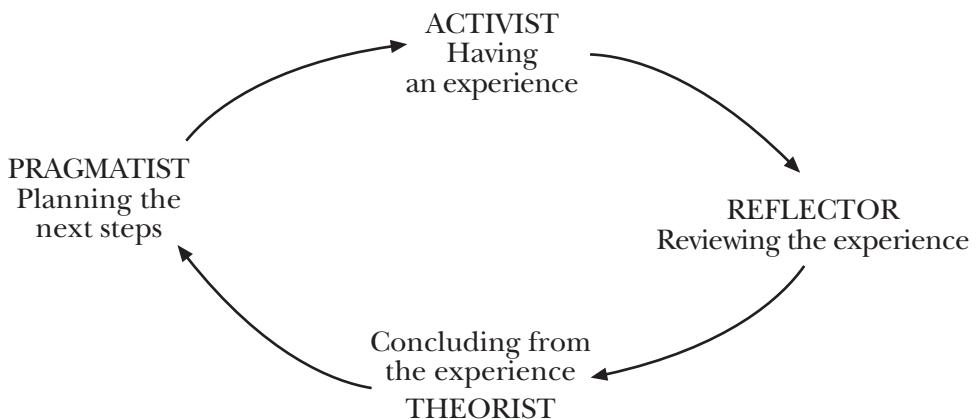 ACTIVIST
Having
an experience
PRAGMATIST
Planning the
next steps
REFLECTOR
Reviewing the experience
Concluding from
the experience
THEORIST